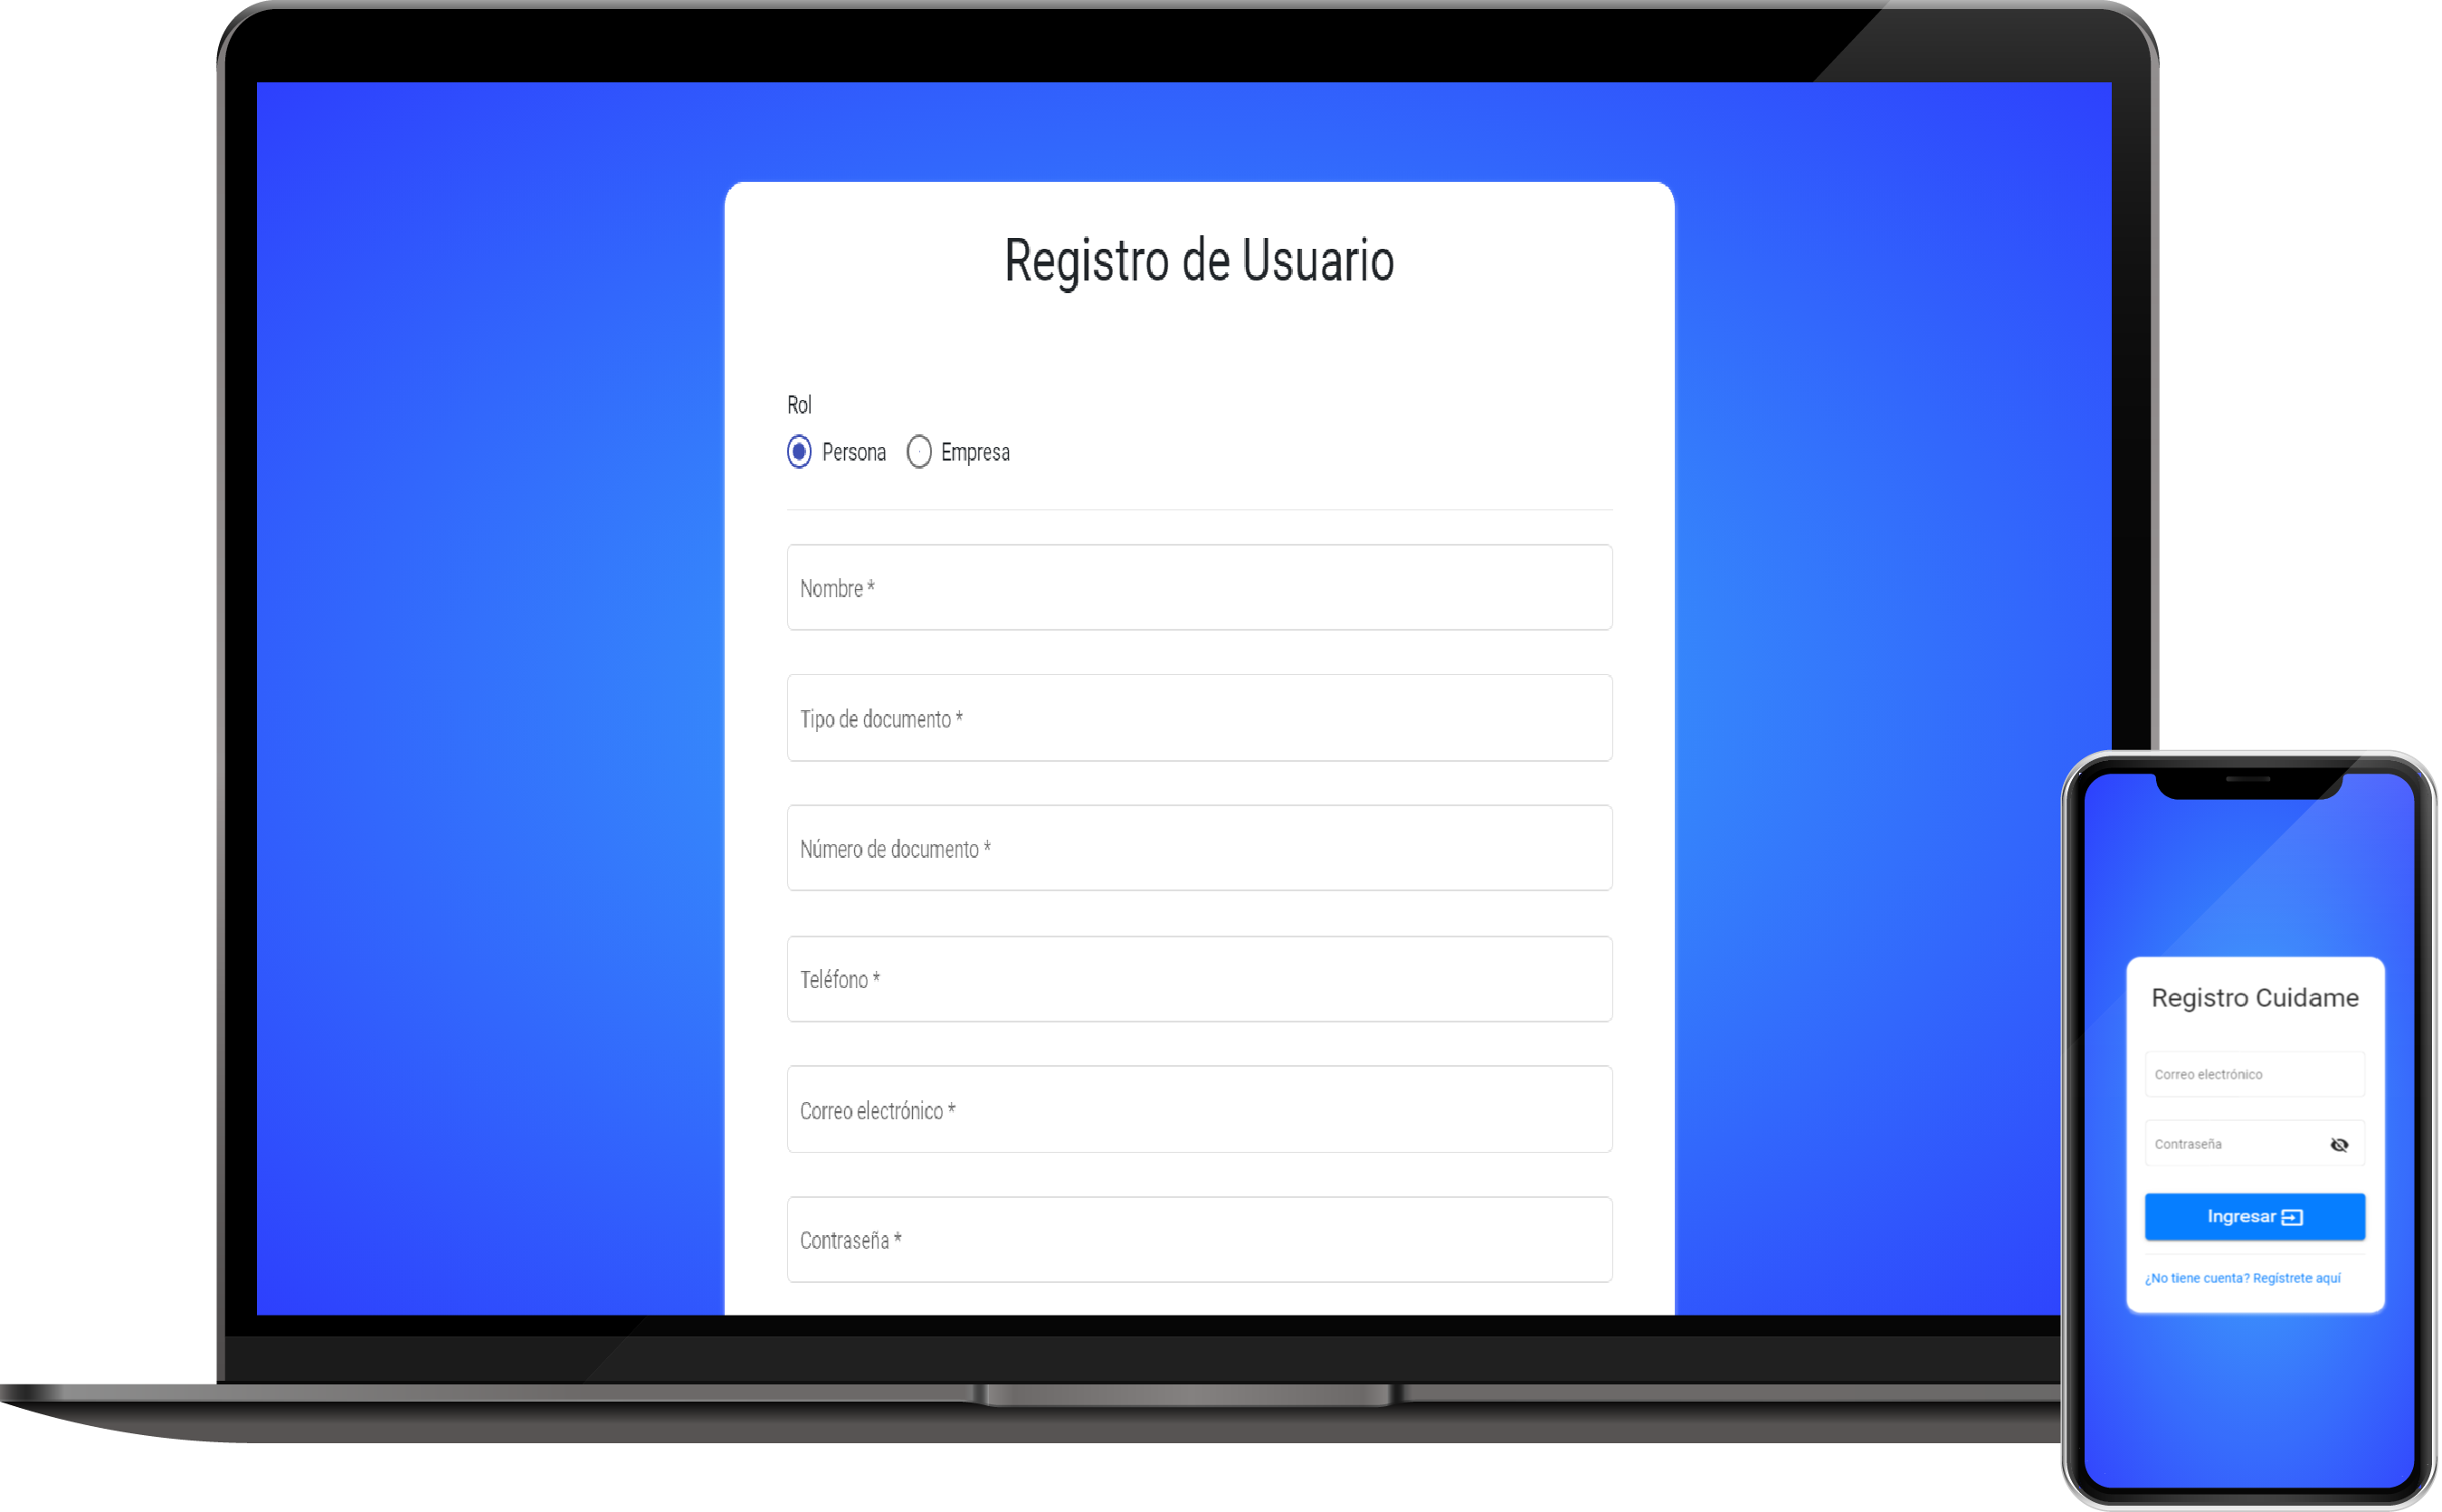 Registro de Usuario
Rol
Persona Empresa
Nombre *
Tipo de documento *
Número de documento *
Teléfono *
Correo electrónico *
Contraseña *
Registro Cuidame
Correo electrónico
Contraseña
Ingresar
¿No tiene cuenta? Regístrete aquí